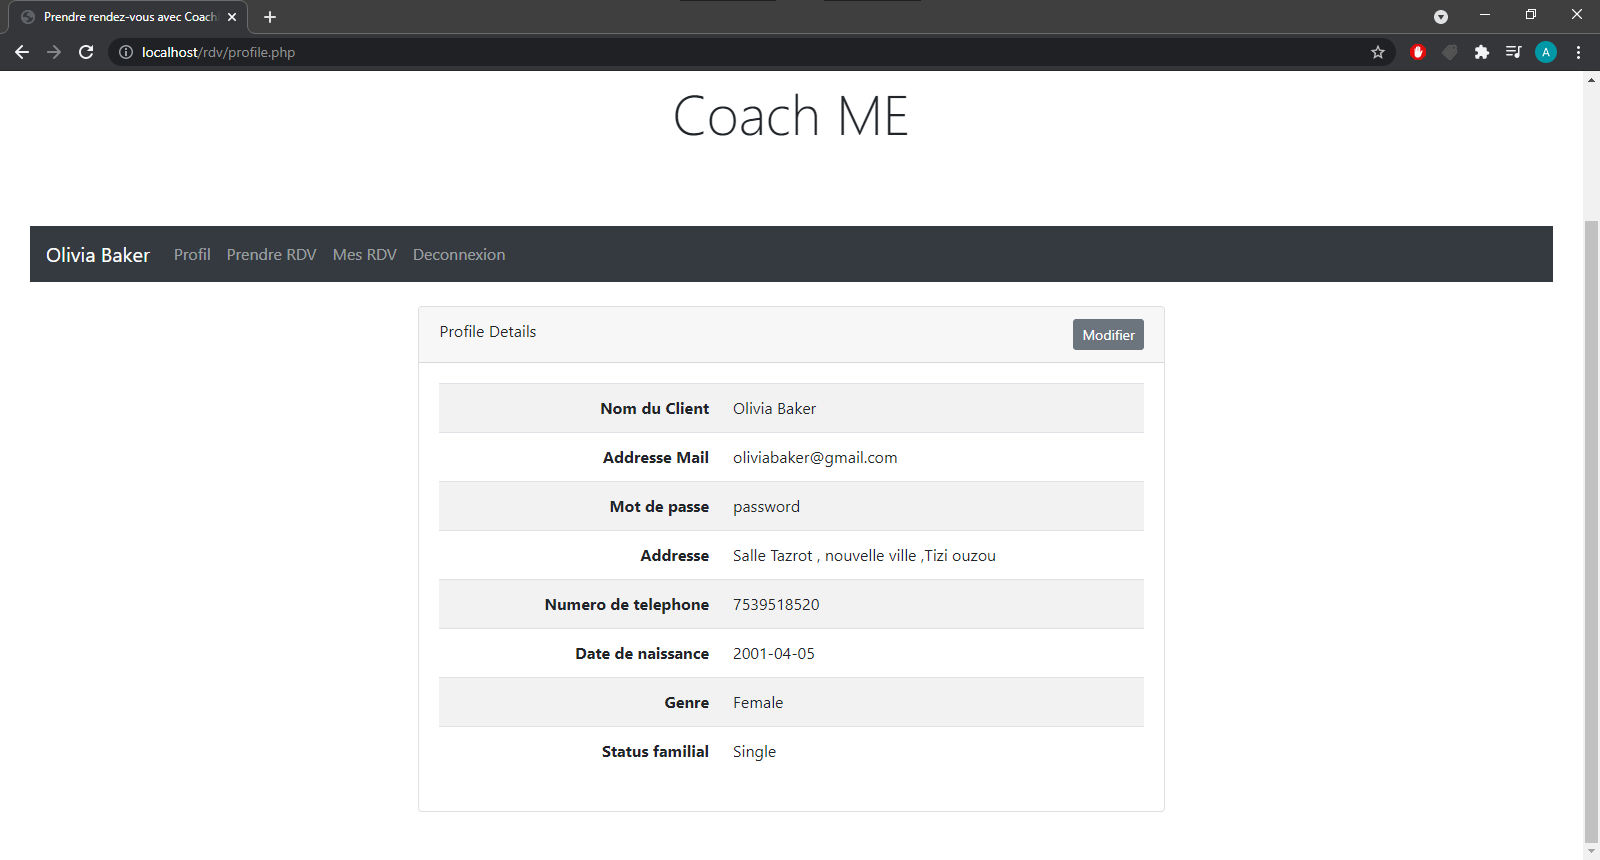 Prendre rendez-vous avec Coach
localhost/rdv/profile.php
A
Coach ME
Olivia Baker Profil Prendre RDV Mes RDV Deconnexion
Profile Details Modifier
Nom du Client Olivia Baker
Addresse Mail oliviabaker@gmail.com
Mot de passe password
Addresse Salle Tazrot , nouvelle ville ,Tizi ouzou
Numero de telephone 7539518520
Date de naissance 2001-04-05
Genre Female
Status familial Single